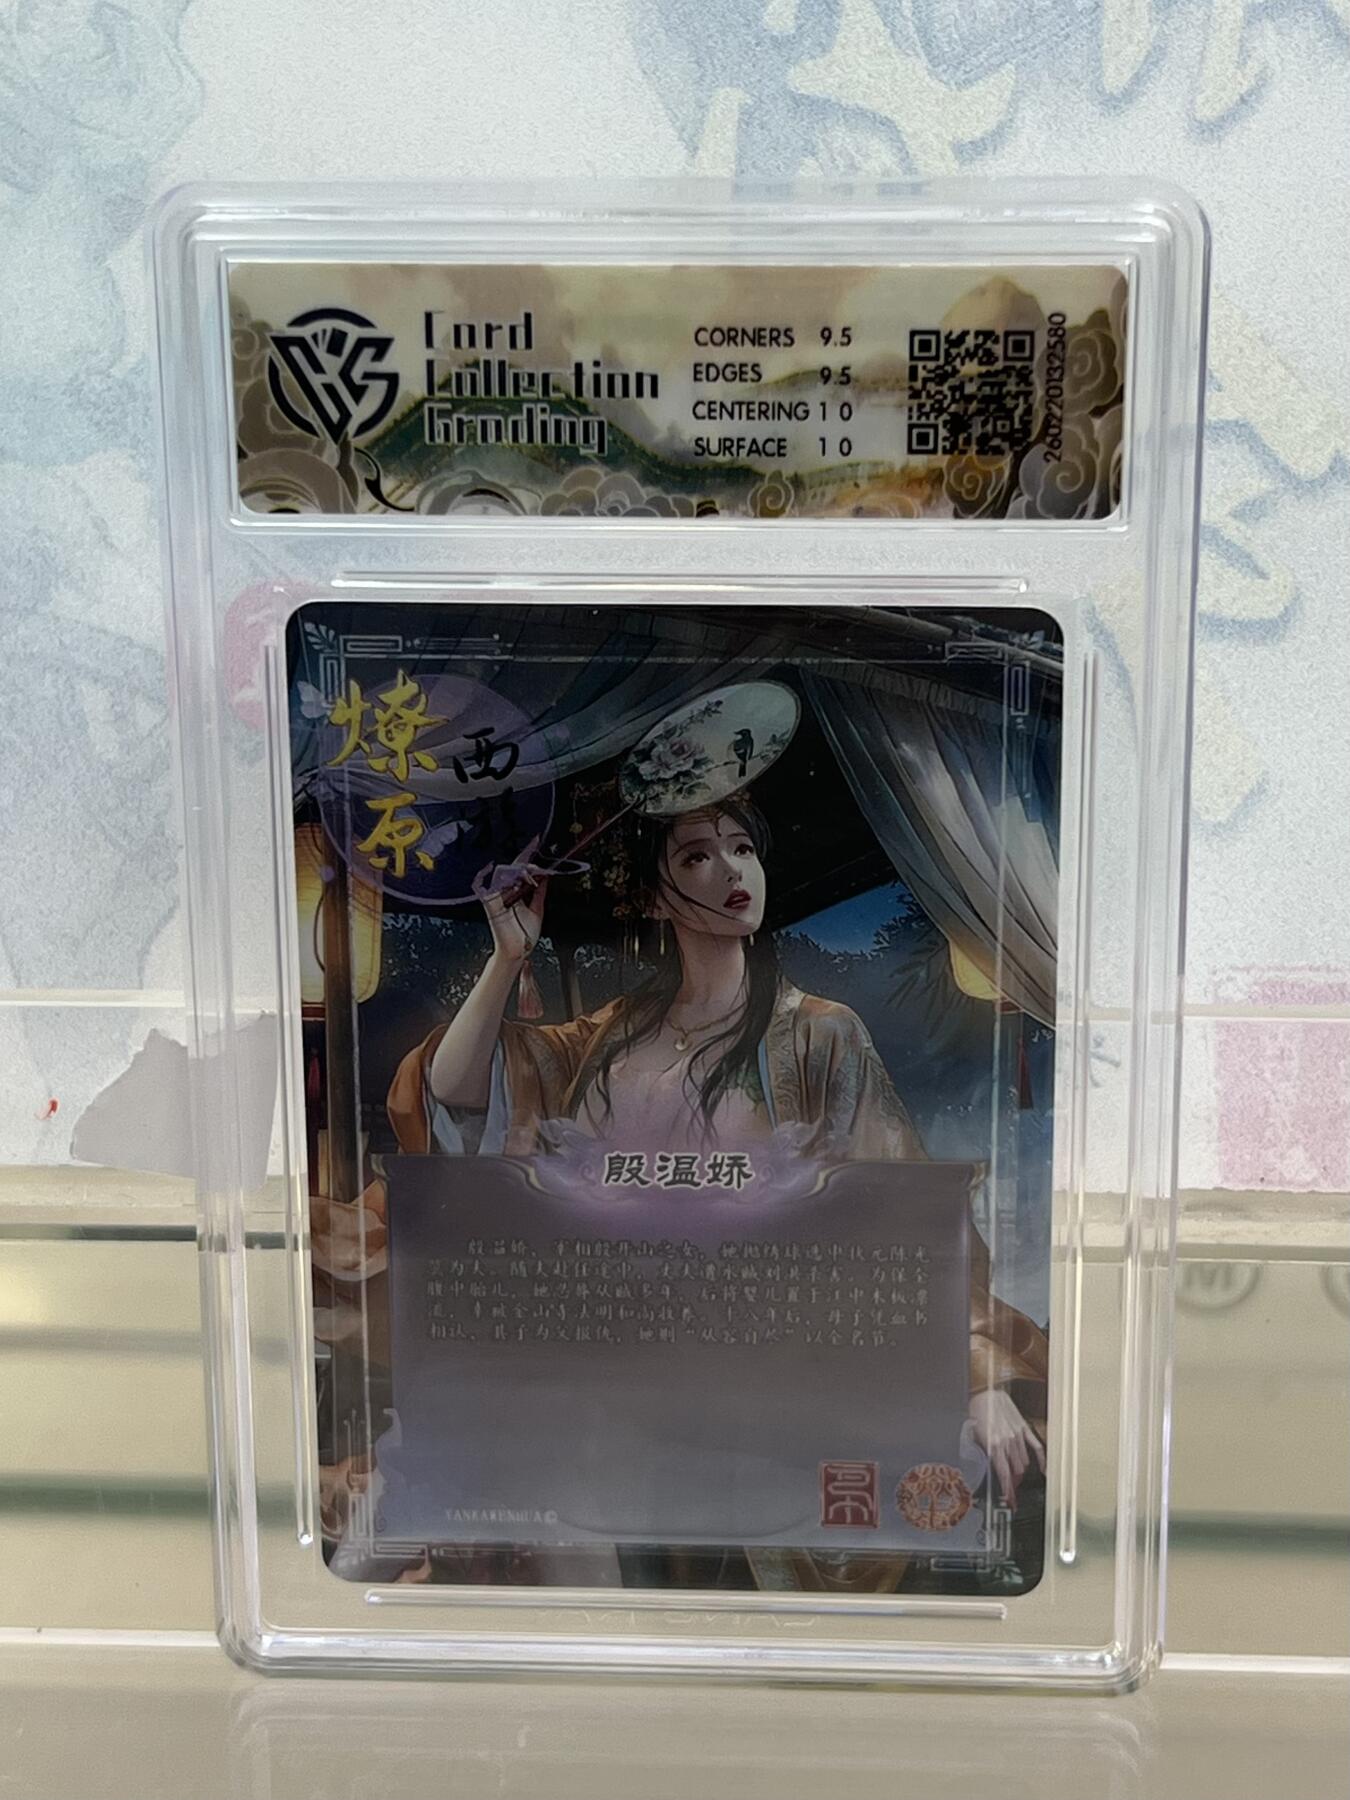 CCG
Card
Collection
Grading
CORNERS 9.5
EDGES 9.5
CENTERING 10
SURFACE 10
2602220132580
燎原
西游
殷温娇
殷温娇，宰相殷开山之女，她抛绣球选中状元陈光
蕊为夫。随夫赴任途中，丈夫遭水贼刘洪杀害。为保全
腹中胎儿，她忍辱从贼多年，后将婴儿置于江中木板漂
流，幸被金山寺法明和尚收养。十八年后，母子凭血书
相认，其子为父报仇，她则“从容自尽”以全名节。
YANKAWENHUA©